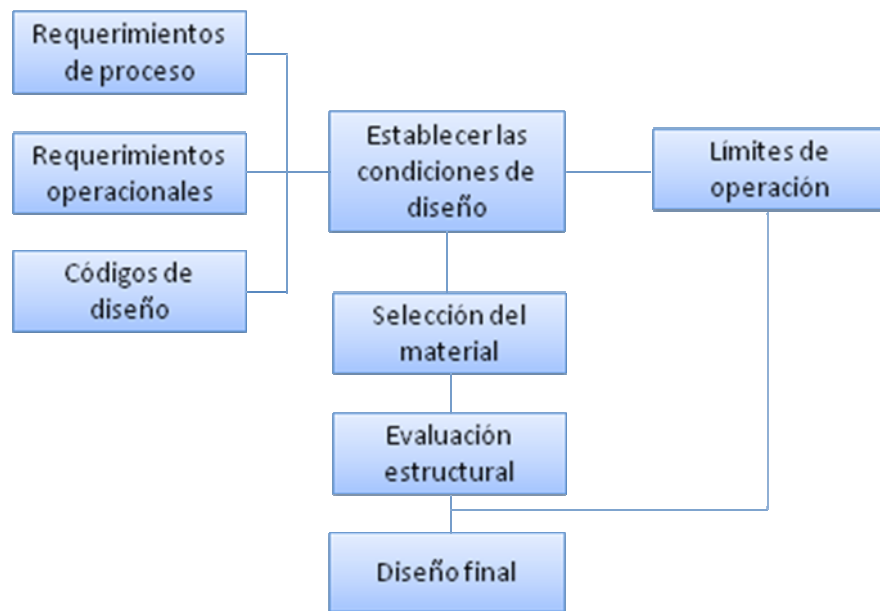 Requerimientos
de proceso
Requerimientos
operacionales
Códigos de
diseño
Establecer las
condiciones de
diseño
Límites de
operación
Selección del
material
Evaluación
estructural
Diseño final